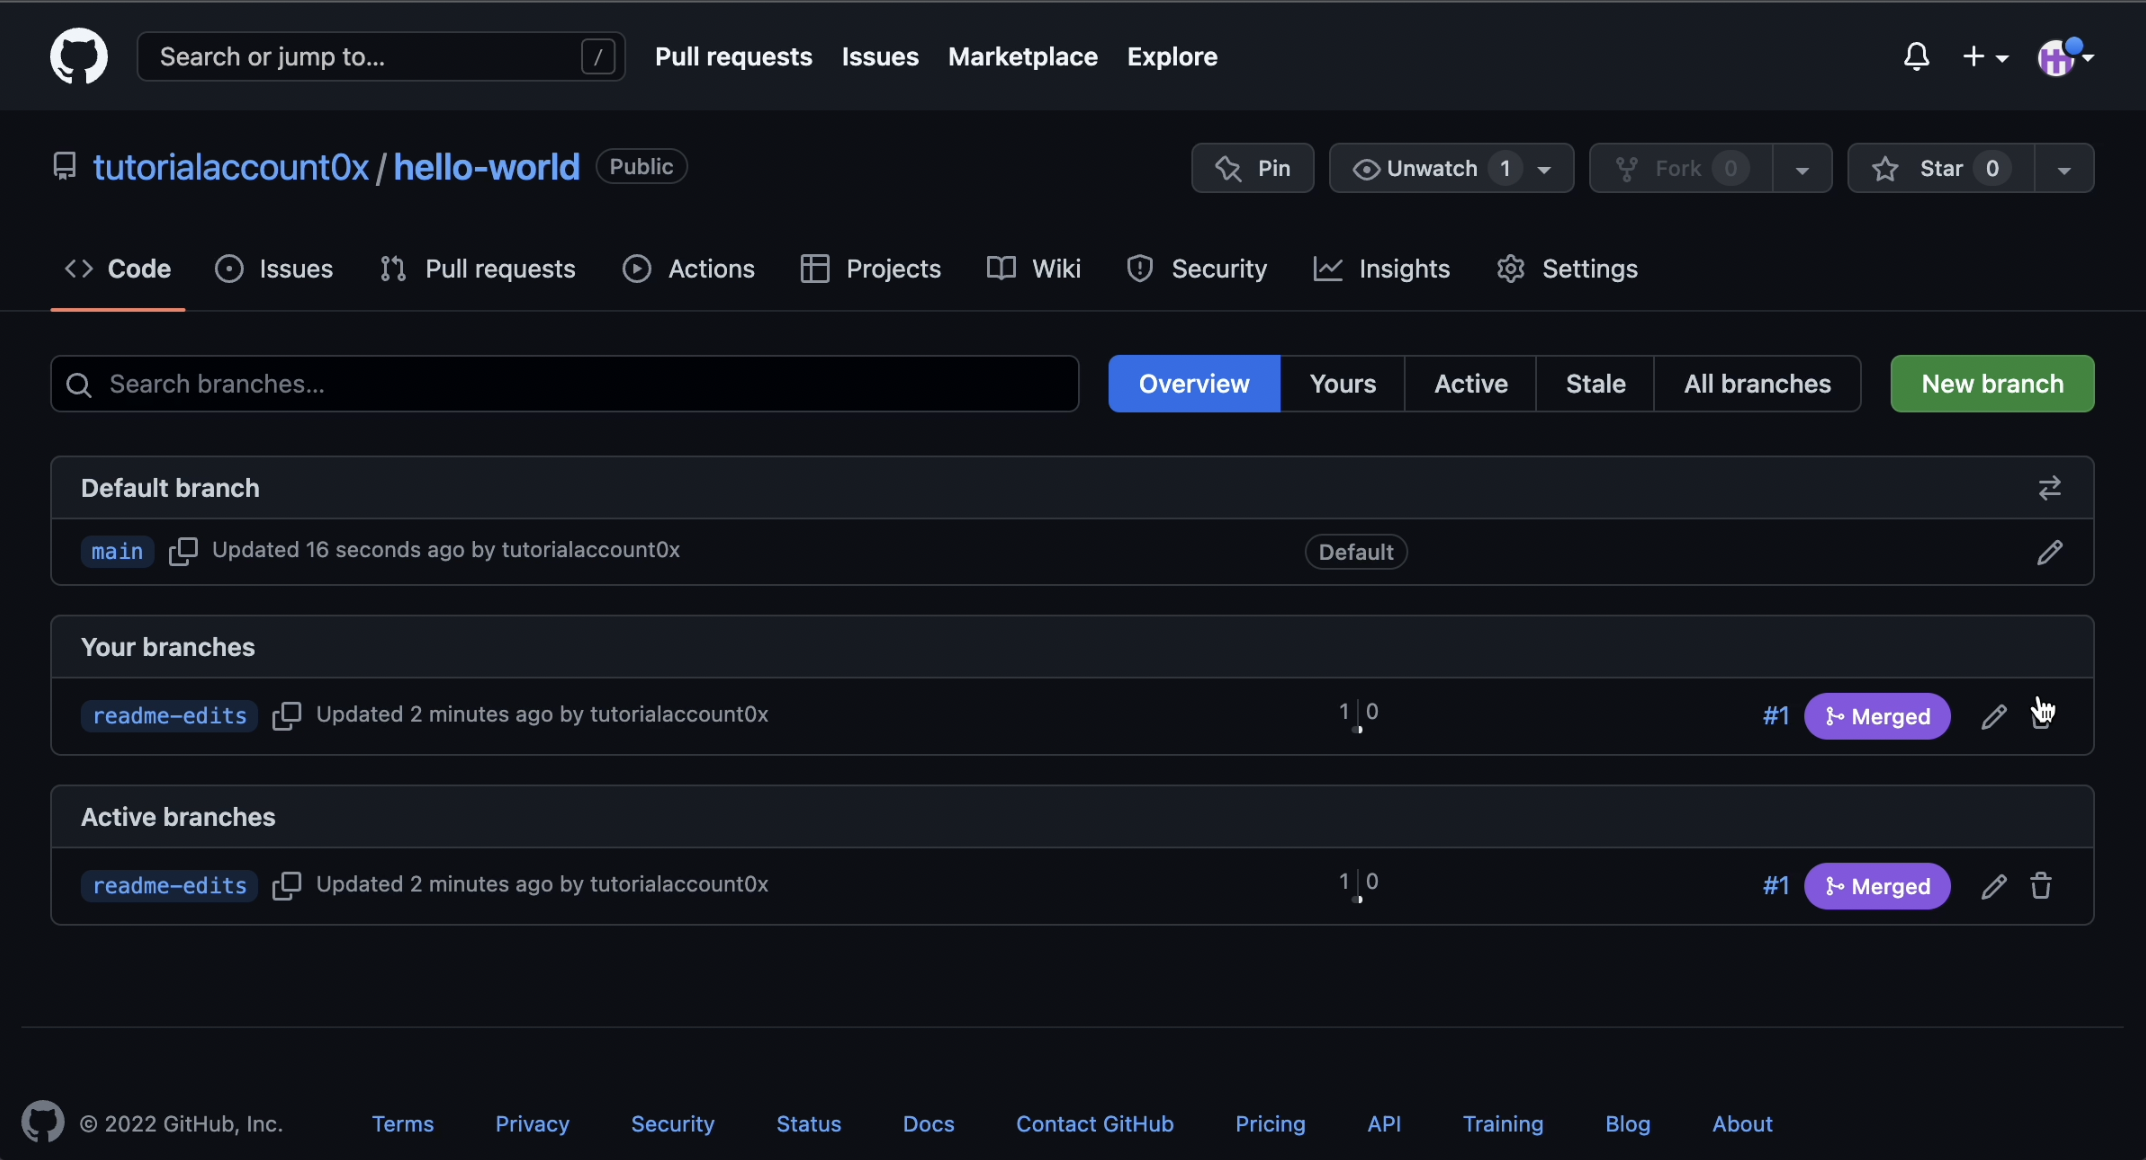 Search or jump to... / Pull requests Issues Marketplace Explore
tutorialaccount0x / hello-world Public Pin Unwatch 1 Fork 0 Star 0
Code Issues Pull requests Actions Projects Wiki Security Insights Settings
Search branches... Overview Yours Active Stale All branches New branch
Default branch
main Updated 16 seconds ago by tutorialaccount0x Default
Your branches
readme-edits Updated 2 minutes ago by tutorialaccount0x 1 0 #1 Merged
Active branches
readme-edits Updated 2 minutes ago by tutorialaccount0x 1 0 #1 Merged
© 2022 GitHub, Inc. Terms Privacy Security Status Docs Contact GitHub Pricing API Training Blog About